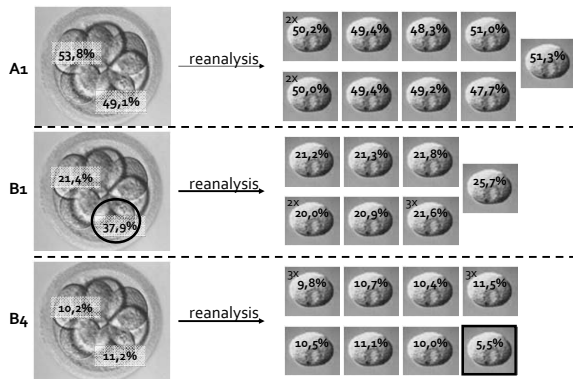 2x
50,2% 49,4% 48,3% 51,0%
53,8%
A1 reanalysis 51,3%
2x
50,0% 49,4% 49,2% 47,7%
49,1%
21,2% 21,3% 21,8%
21,4%
B1 reanalysis 25,7%
2x 3x
20,0% 20,9% 21,6%
37,9%
3x 3x
9,8% 10,7% 10,4% 11,5%
10,2%
B4 reanalysis
10,5% 11,1% 10,0% 5,5%
11,2%